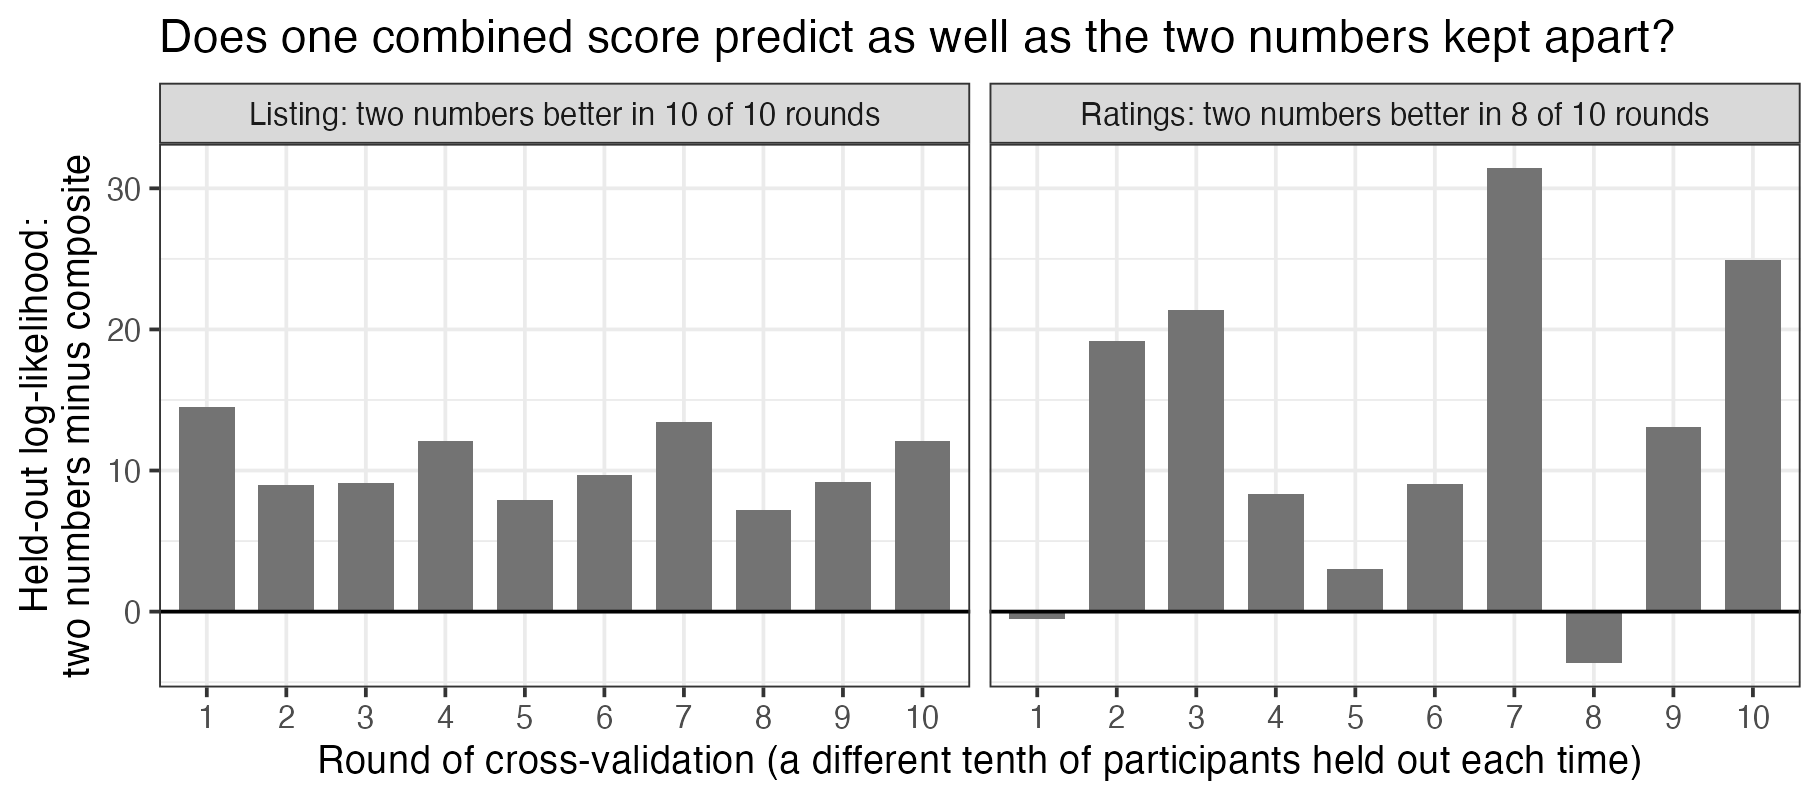 Does one combined score predict as well as the two numbers kept apart?
Listing: two numbers better in 10 of 10 rounds
Ratings: two numbers better in 8 of 10 rounds
Held-out log-likelihood:
two numbers minus composite
30
20
10
0
1 2 3 4 5 6 7 8 9 10
1 2 3 4 5 6 7 8 9 10
Round of cross-validation (a different tenth of participants held out each time)